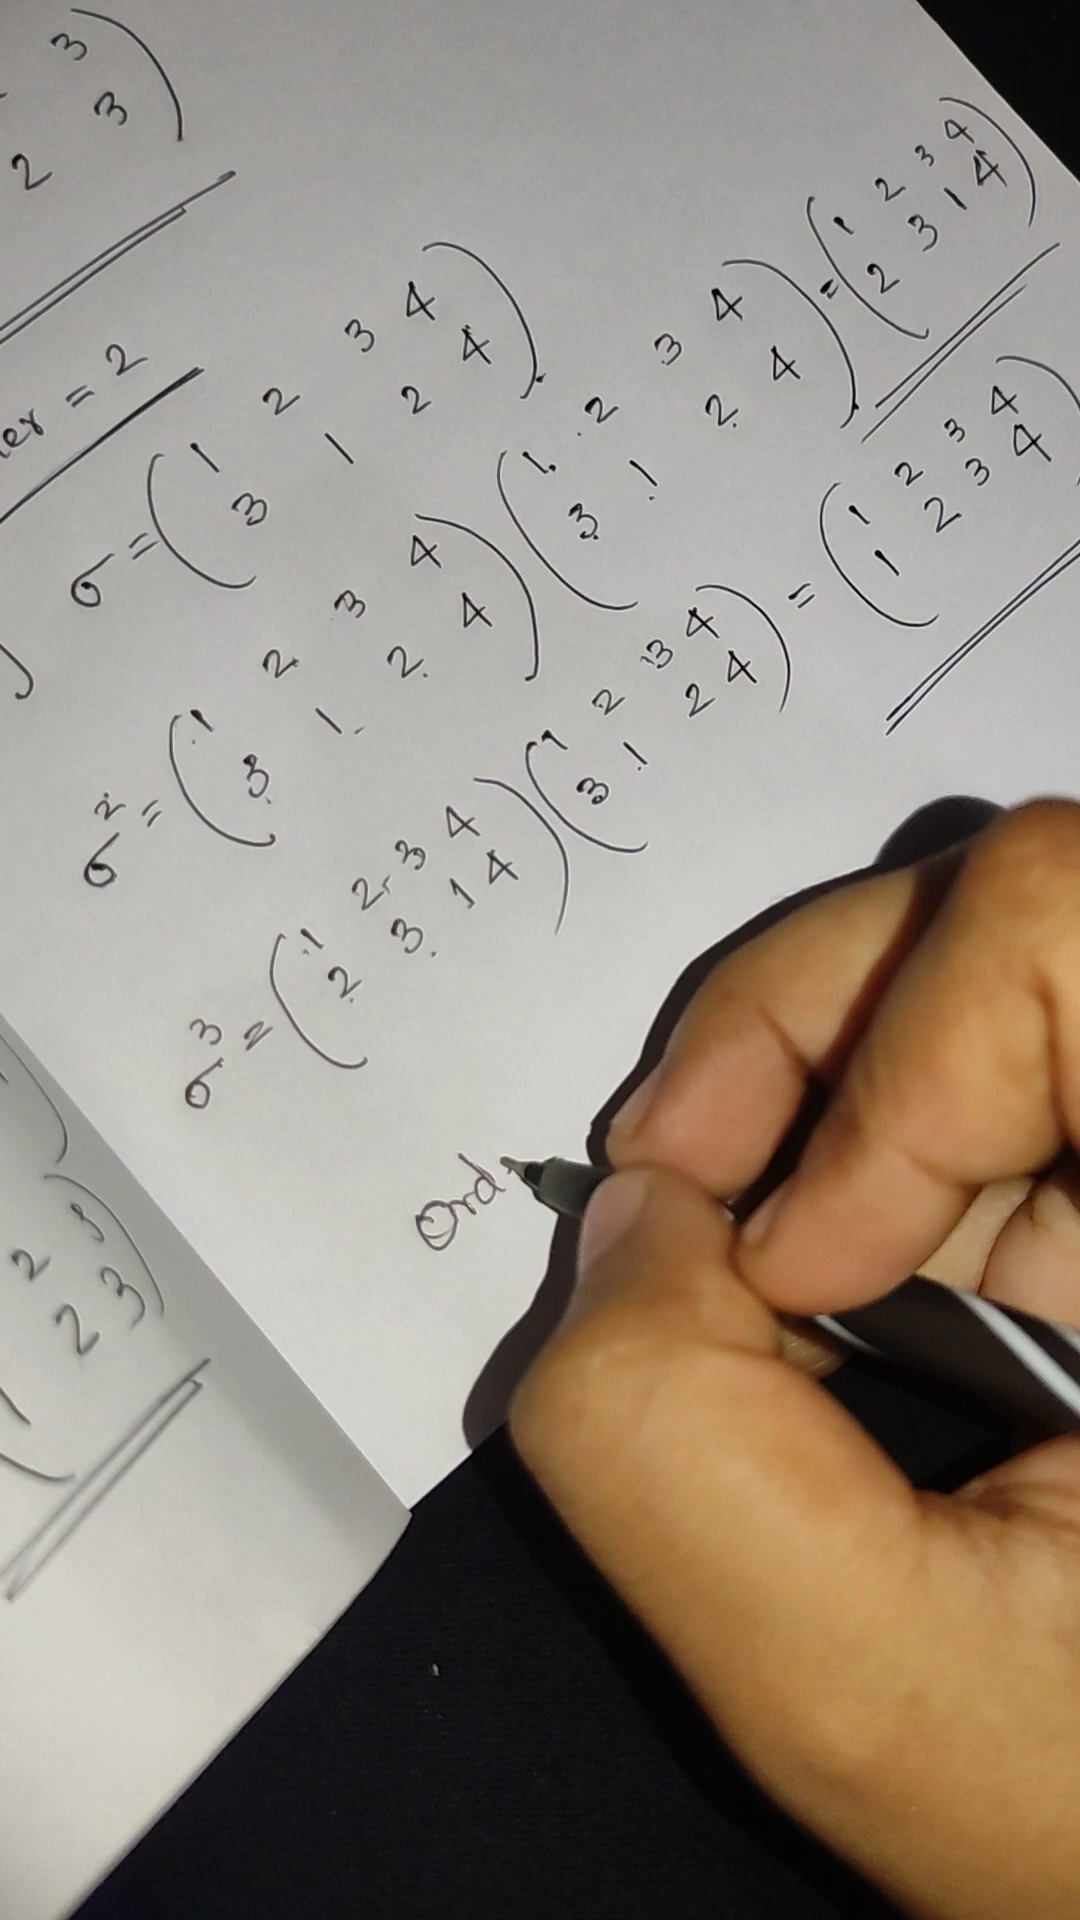 3
2 3
er = 2
σ = ( 1 2 3 4 )
3 1 2 4
σ² = ( 1 2 3 4 ) ( 1 2 3 4 ) = ( 1 2 3 4 )
3 1 2 4 3 1 2 4 2 3 1 4
σ³ = ( 1 2 3 4 ) ( 1 2 3 4 ) = ( 1 2 3 4 )
2 3 1 4 3 1 2 4 1 2 3 4
Ord
2 3
2 3